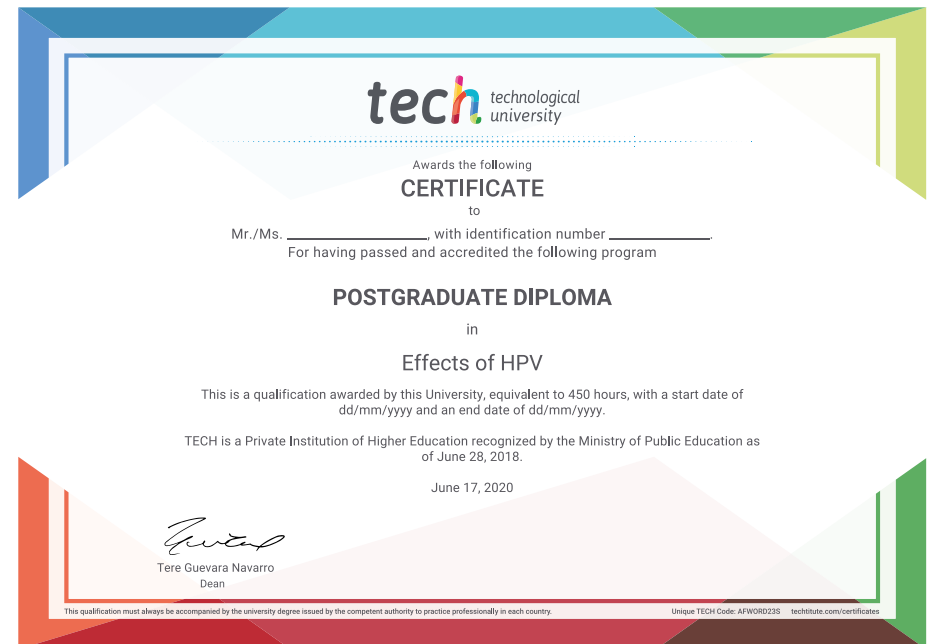 tech technological
university
Awards the following
CERTIFICATE
to
Mr./Ms. ____________________, with identification number ______________.
For having passed and accredited the following program
POSTGRADUATE DIPLOMA
in
Effects of HPV
This is a qualification awarded by this University, equivalent to 450 hours, with a start date of
dd/mm/yyyy and an end date of dd/mm/yyyy.
TECH is a Private Institution of Higher Education recognized by the Ministry of Public Education as
of June 28, 2018.
June 17, 2020
Tere Guevara Navarro
Dean
This qualification must always be accompanied by the university degree issued by the competent authority to practice professionally in each country. Unique TECH Code: AFWORD23S techtitute.com/certificates